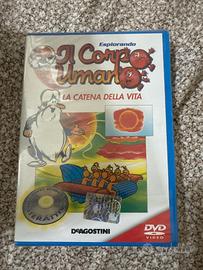 Esplorando
Il Corpo
Umano
LA CATENA DELLA VITA
DeAGOSTINI
DVD
VIDEO